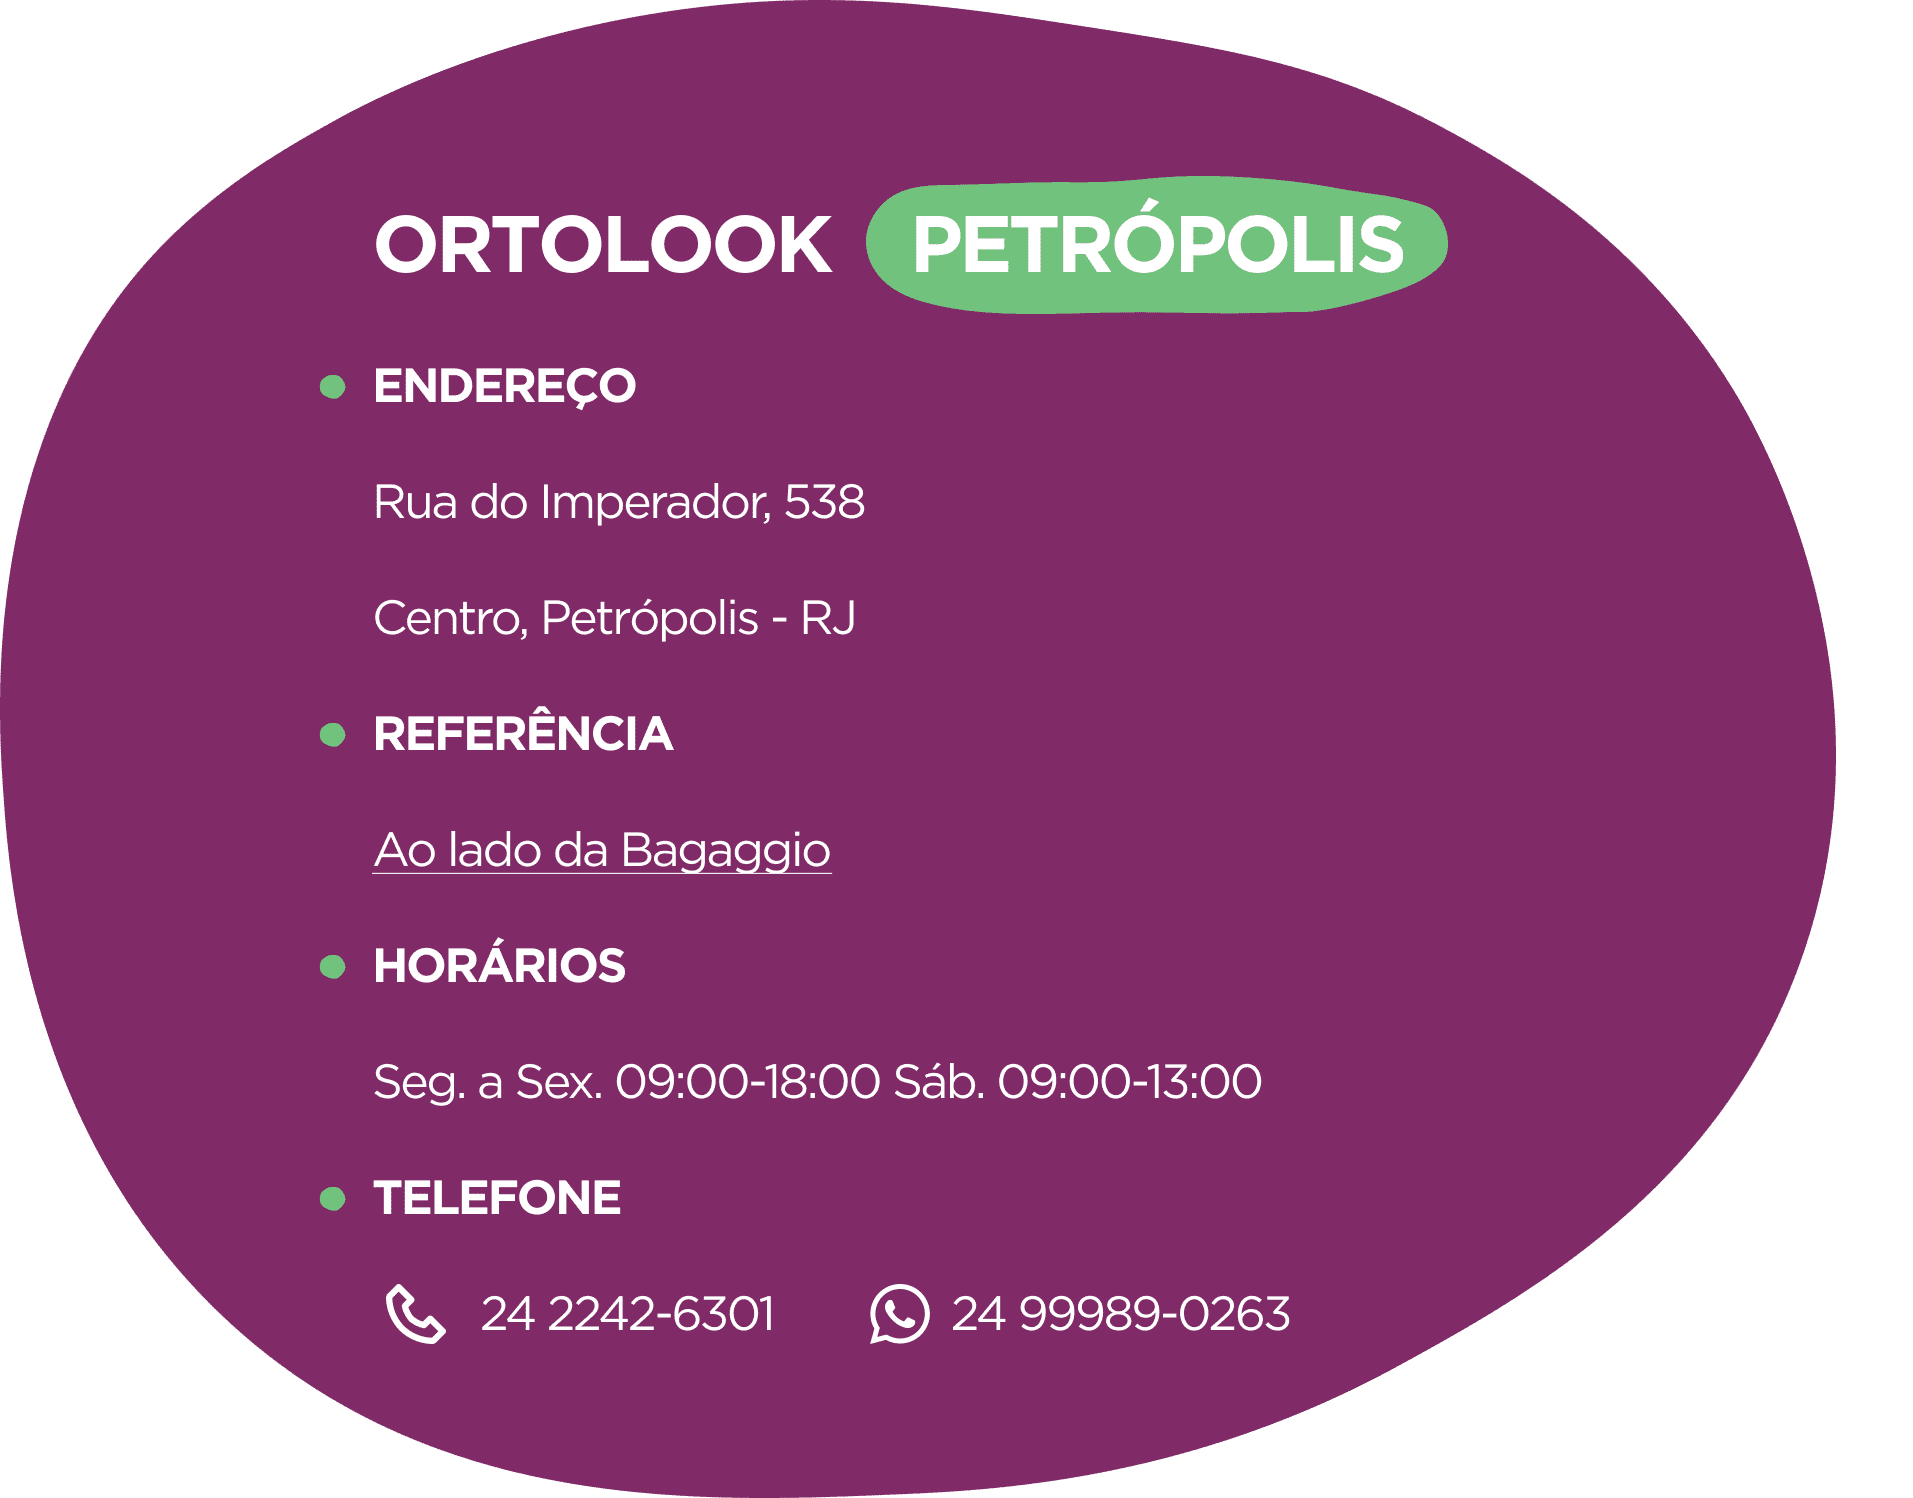 ORTOLOOK PETRÓPOLIS
ENDEREÇO
Rua do Imperador, 538
Centro, Petrópolis - RJ
REFERÊNCIA
Ao lado da Bagaggio
HORÁRIOS
Seg. a Sex. 09:00-18:00 Sáb. 09:00-13:00
TELEFONE
24 2242-6301 24 99989-0263